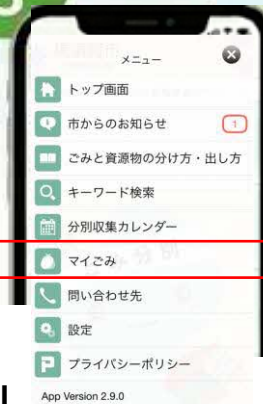 メニュー
トップ画面
市からのお知らせ
1
ごみと資源物の分け方・出し方
キーワード検索
分別収集カレンダー
マイごみ
問い合わせ先
設定
プライバシーポリシー
App Version 2.9.0